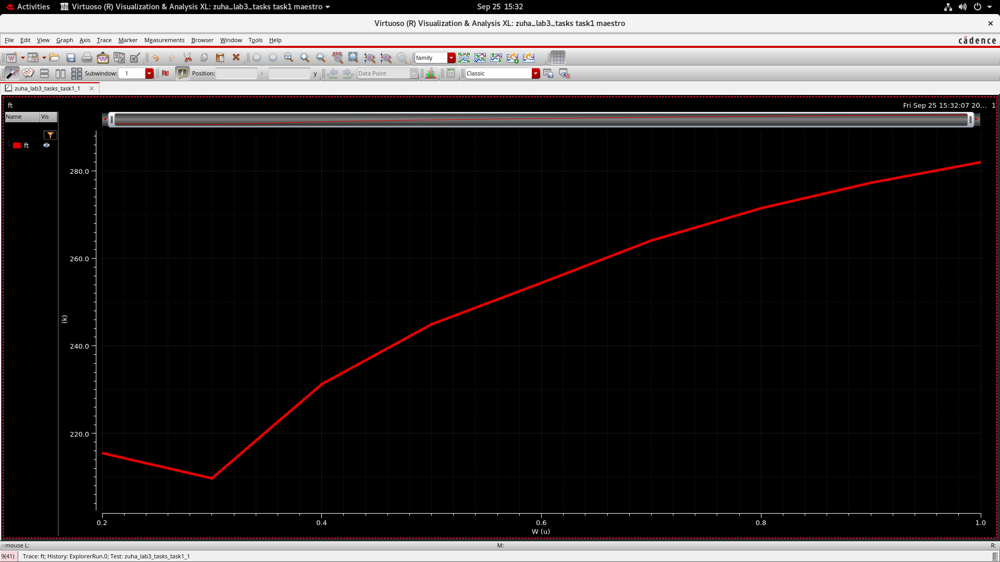 Activities
Virtuoso (R) Visualization & Analysis XL: zuha_lab3_tasks task1 maestro
Sep 25 15:32
Virtuoso (R) Visualization & Analysis XL: zuha_lab3_tasks task1 maestro
File Edit View Graph Axis Trace Marker Measurements Browser Window Tools Help
cādence
family
Subwindow: 1
Position: x y
Data Point
Classic
zuha_lab3_tasks_task1_1
ft
Fri Sep 25 15:32:07 20... 1
Name Vis
ft
280.0
260.0
(k)
240.0
220.0
0.2 0.4 0.6 0.8 1.0
W (u)
mouse L: M: R:
9(41) Trace: ft; History: ExplorerRun.0; Test: zuha_lab3_tasks_task1_1